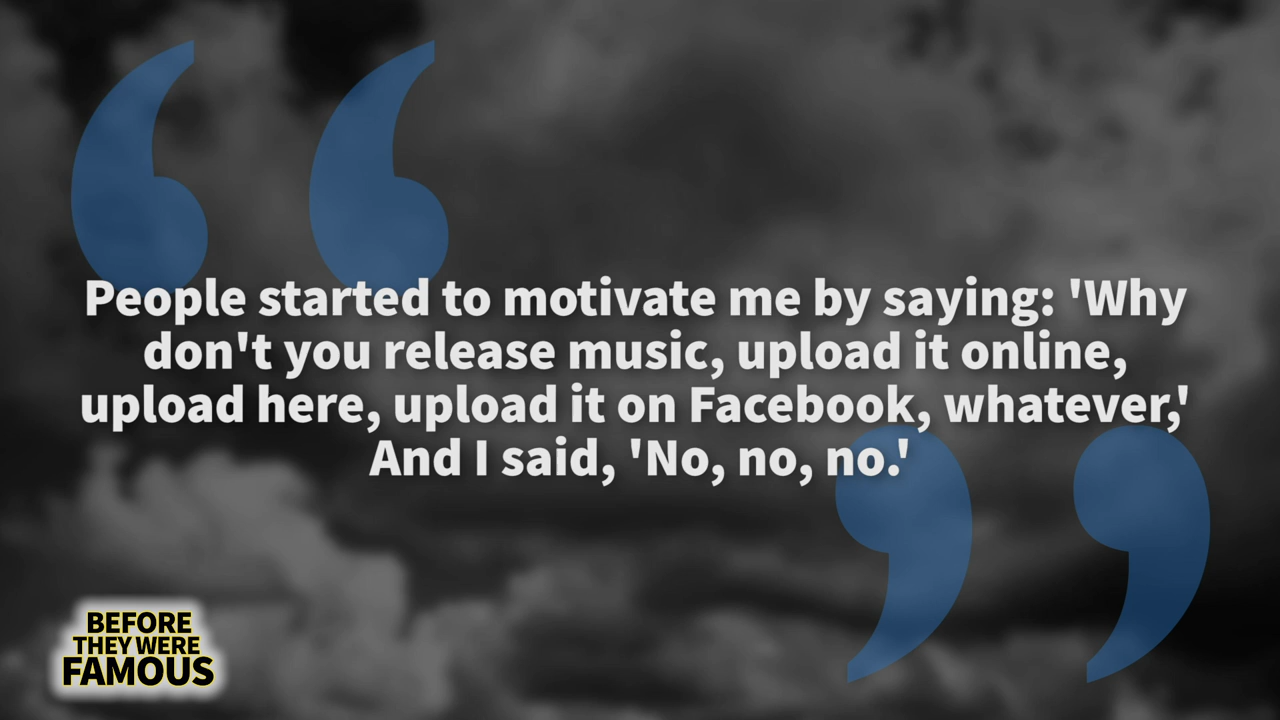 People started to motivate me by saying: 'Why
don't you release music, upload it online,
upload here, upload it on Facebook, whatever,'
And I said, 'No, no, no.'
BEFORE
THEY WERE
FAMOUS